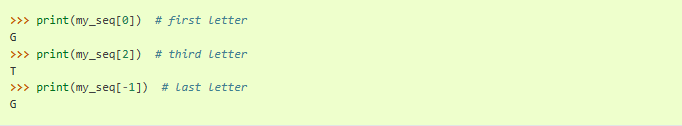 >>> print(my_seq[0])  # first letter
G
>>> print(my_seq[2])  # third letter
T
>>> print(my_seq[-1])  # last letter
G